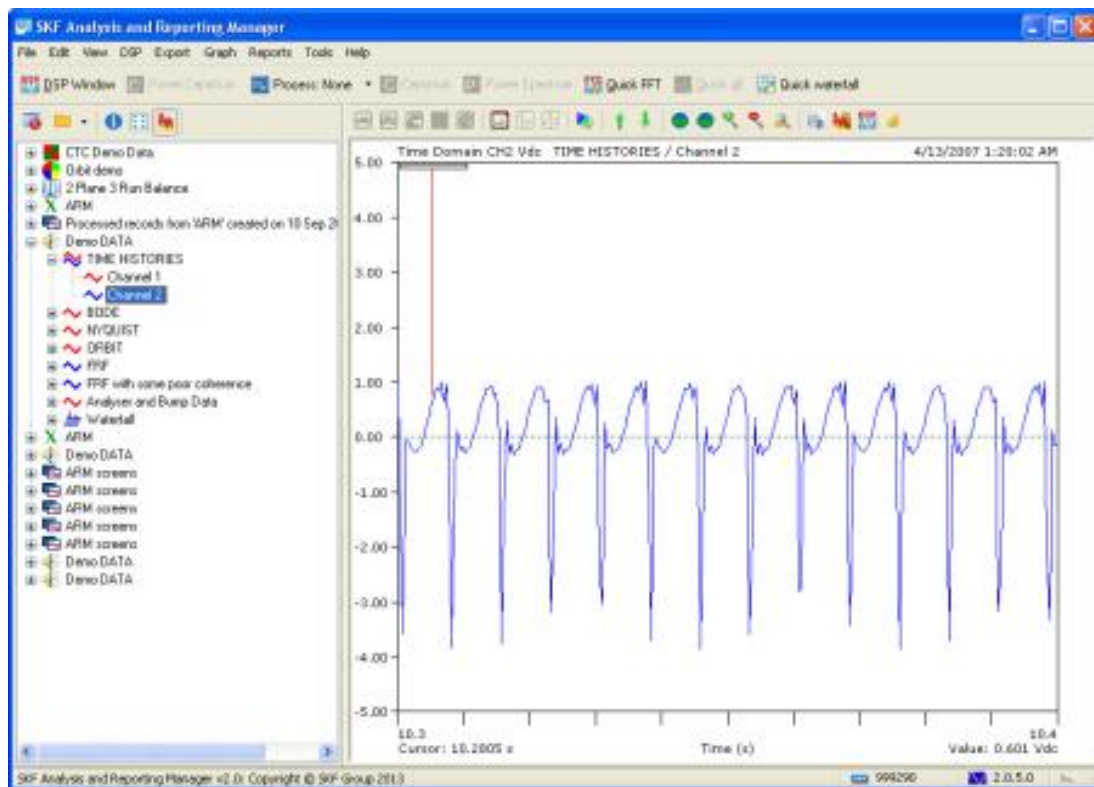 SKF Analysis and Reporting Manager
File Edit View DSP Export Graph Reports Tools Help
DSP Window Process: None Quick FFT Quick waterfall
CTC Demo Data
Orbit demo
2 Plane 3 Run Balance
ARM
Processed records from 'ARM' created on 10 Sep 2
Demo DATA
TIME HISTORIES
Channel 1
Channel 2
BODE
NYQUIST
ORBIT
FRF
FRF with some poor coherence
Analyser and Bump Data
Waterfall
ARM
Demo DATA
ARM screens
ARM screens
ARM screens
ARM screens
ARM screens
Demo DATA
Demo DATA
Time Domain CH2 Vdc TIME HISTORIES / Channel 2 4/13/2007 1:20:02 AM
5.00
4.00
3.00
2.00
1.00
0.00
-1.00
-2.00
-3.00
-4.00
-5.00
10.3 10.4
Cursor: 10.2805 s Time (s) Value: 0.601 Vdc
SKF Analysis and Reporting Manager v2.0: Copyright © SKF Group 2013 999290 2.0.5.0